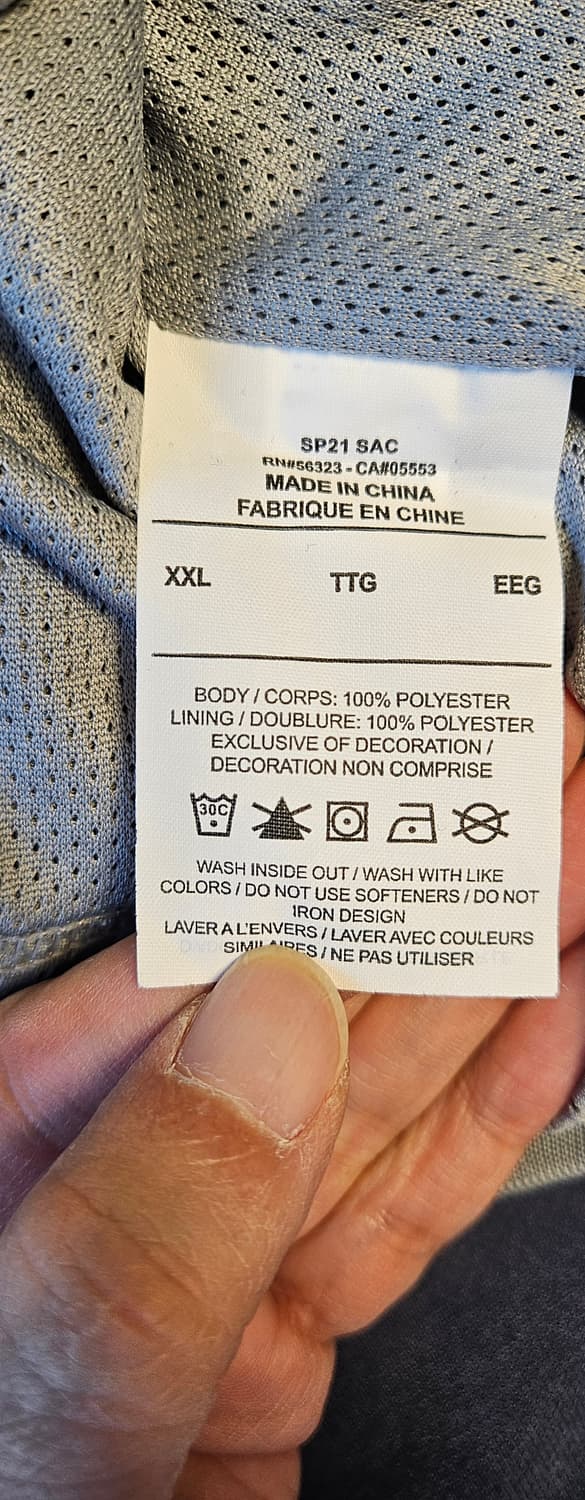 SP21 SAC
RN#56323 - CA#05553
MADE IN CHINA
FABRIQUE EN CHINE
XXL TTG EEG
BODY / CORPS: 100% POLYESTER
LINING / DOUBLURE: 100% POLYESTER
EXCLUSIVE OF DECORATION /
DECORATION NON COMPRISE
30C
WASH INSIDE OUT / WASH WITH LIKE
COLORS / DO NOT USE SOFTENERS / DO NOT
IRON DESIGN
LAVER A L'ENVERS / LAVER AVEC COULEURS
SIMILAIRES / NE PAS UTILISER